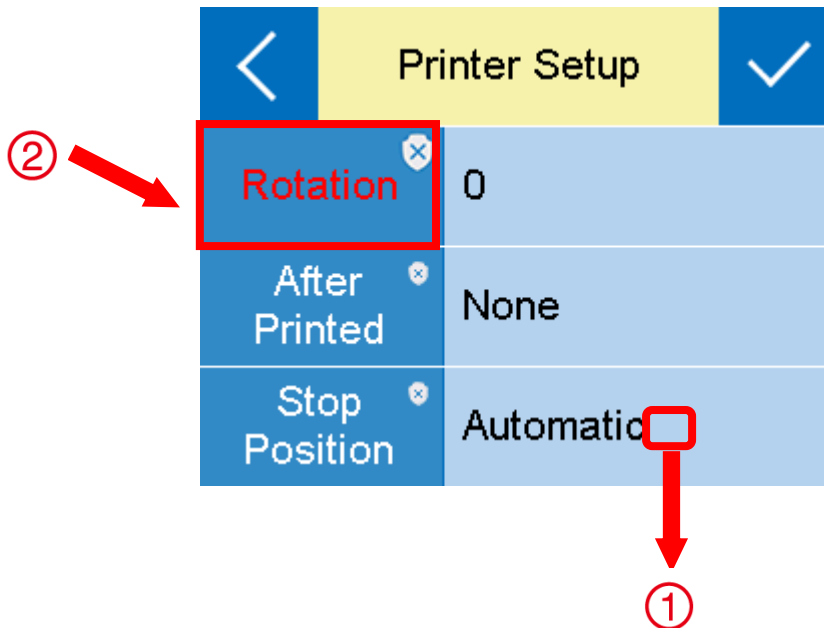 Printer Setup
②
Rotation 0
After
Printed
None
Stop
Position
Automatic
①